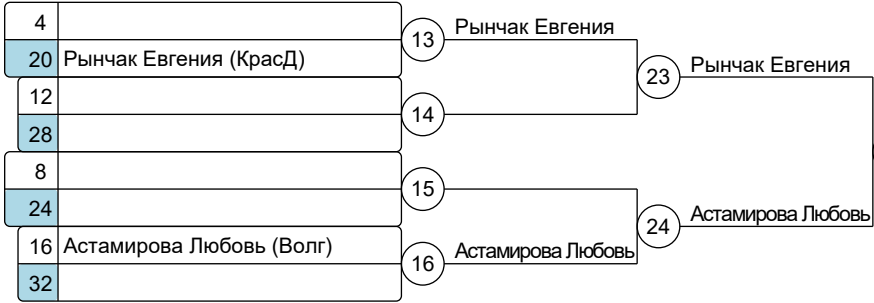 4
13 Рынчак Евгения
20 Рынчак Евгения (КрасД)
23 Рынчак Евгения
12
14
28
8
15
24
24 Астамирова Любовь
16 Астамирова Любовь (Волг)
16 Астамирова Любовь
32